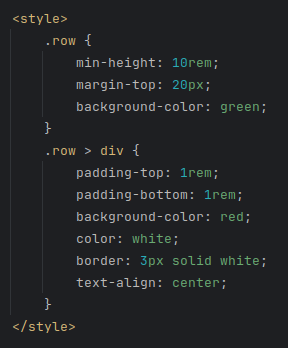 <style>
    .row {
        min-height: 10rem;
        margin-top: 20px;
        background-color: green;
    }
    .row > div {
        padding-top: 1rem;
        padding-bottom: 1rem;
        background-color: red;
        color: white;
        border: 3px solid white;
        text-align: center;
    }
</style>